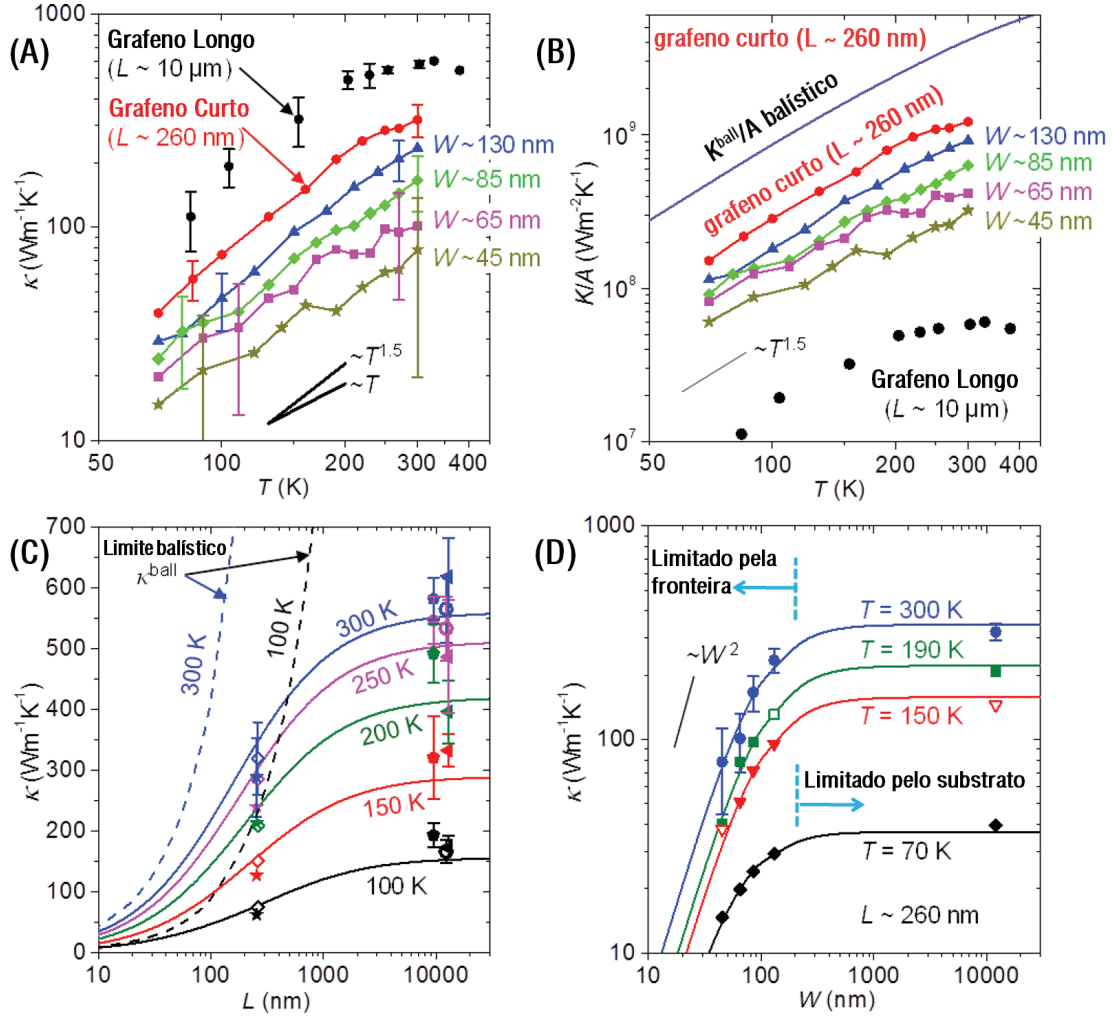 (A)
1000
Grafeno Longo
(L ~ 10 µm)
Grafeno Curto
(L ~ 260 nm)
W ~ 130 nm
W ~ 85 nm
W ~ 65 nm
W ~ 45 nm
100
κ (Wm⁻¹K⁻¹)
~T¹·⁵
~T
10
50
100
200
300
400
T (K)
(B)
grafeno curto (L ~ 260 nm)
Kᵇᵃˡˡ/A balístico
10⁹
grafeno curto (L ~ 260 nm)
W ~ 130 nm
W ~ 85 nm
W ~ 65 nm
W ~ 45 nm
K/A (Wm⁻²K⁻¹)
10⁸
~T¹·⁵
Grafeno Longo
(L ~ 10 µm)
10⁷
50
100
200
300
400
T (K)
(C)
700
Limite balístico
κᵇᵃˡˡ
600
500
400
300
200
100
0
κ (Wm⁻¹K⁻¹)
300 K
100 K
300 K
250 K
200 K
150 K
100 K
10
100
1000
10000
L (nm)
(D)
1000
Limitado pela
fronteira
~W²
T = 300 K
T = 190 K
T = 150 K
100
κ (Wm⁻¹K⁻¹)
Limitado pelo substrato
T = 70 K
L ~ 260 nm
10
10
100
1000
10000
W (nm)